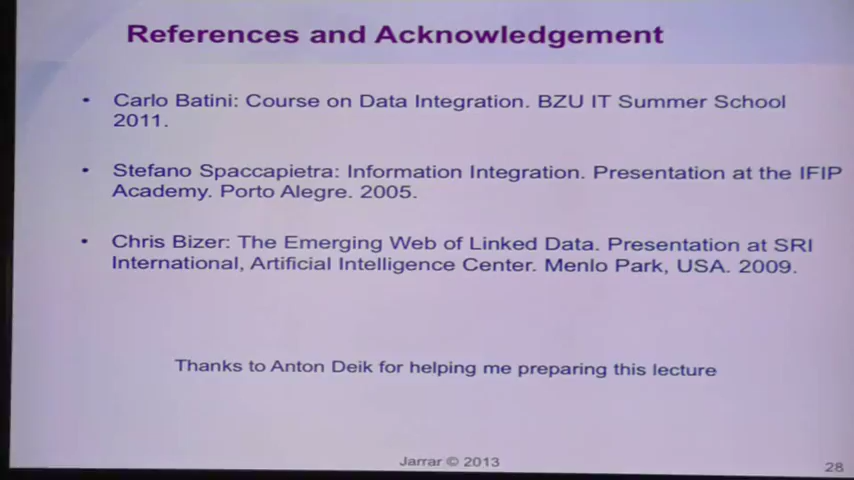 References and Acknowledgement
• Carlo Batini: Course on Data Integration. BZU IT Summer School
2011.
• Stefano Spaccapietra: Information Integration. Presentation at the IFIP
Academy. Porto Alegre. 2005.
• Chris Bizer: The Emerging Web of Linked Data. Presentation at SRI
International, Artificial Intelligence Center. Menlo Park, USA. 2009.
Thanks to Anton Deik for helping me preparing this lecture
Jarrar © 2013
28